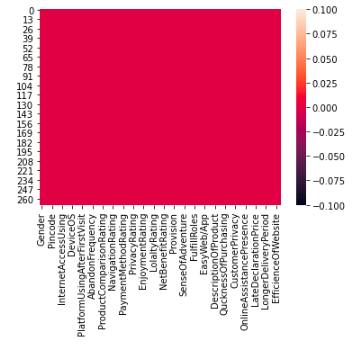 0
13
26
39
52
65
78
91
104
117
130
143
156
169
182
195
208
221
234
247
260
0.100
0.075
0.050
0.025
0.000
−0.025
−0.050
−0.075
−0.100
Gender
Pincode
InternetAccessUsing
DeviceOS
PlatformUsingAfterFirstVisit
AbandonFrequency
ProductComparisonRating
NavigationRating
PaymentMethodRating
PrivacyRating
EnjoymentRating
LolaltyRating
NetBenefitRating
Provision
SenseOfAdventure
FulfillRoles
EasyWeb/App
DescriptionOfProduct
QuicknessOfPurchasing
CustomerPrivacy
OnlineAssistancePresence
LateDeclarationPrice
LongerDeliveryPeriod
EfficienceOfWebsite